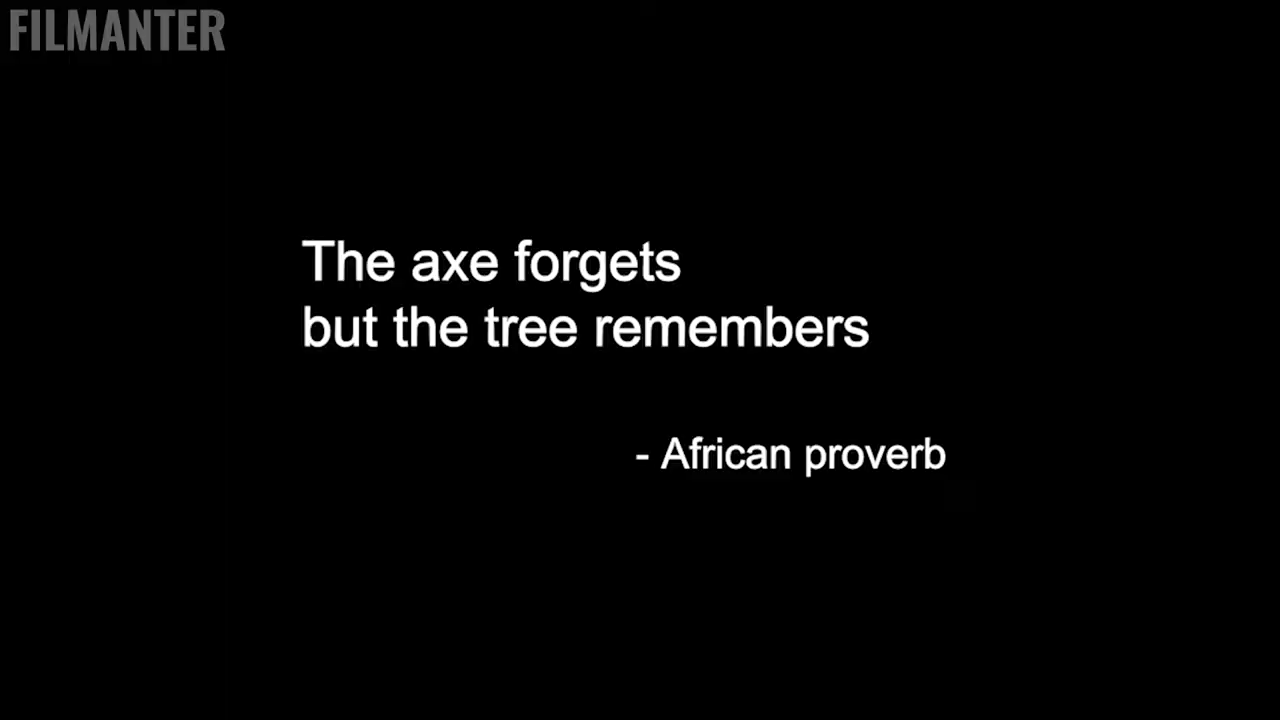 FILMANTER
The axe forgets
but the tree remembers
- African proverb